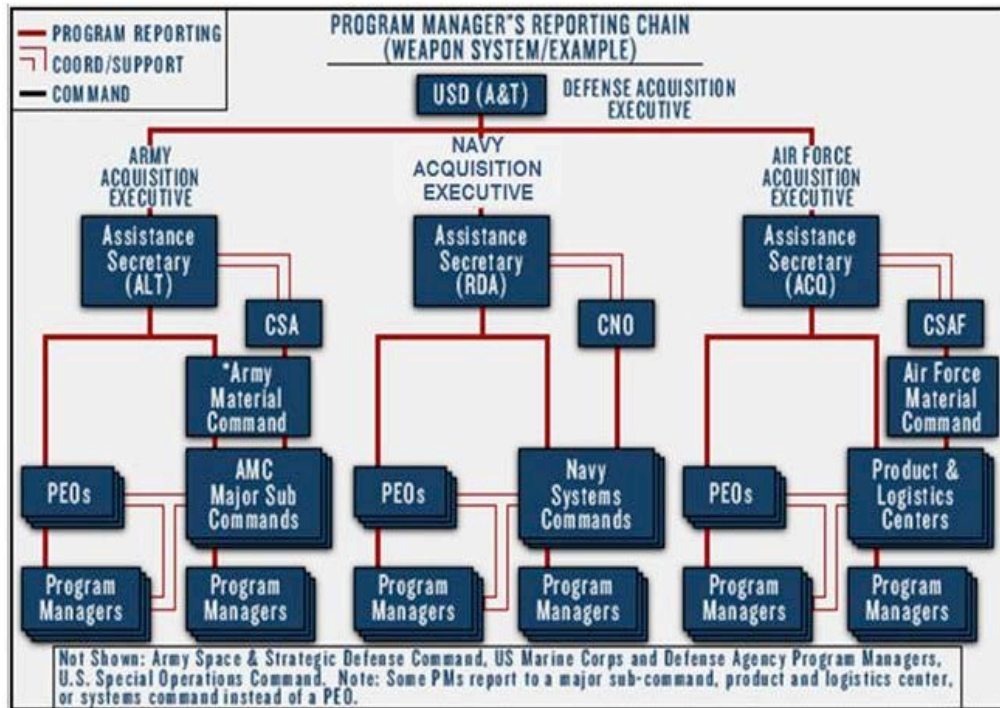 PROGRAM REPORTING
COORD/SUPPORT
COMMAND
PROGRAM MANAGER"S REPORTING CHAIN
(WEAPON SYSTEM/EXAMPLE)
USD (A&T)
DEFENSE ACQUISITION
EXECUTIVE
ARMY
ACQUISITION
EXECUTIVE
NAVY
ACQUISITION
EXECUTIVE
AIR FORCE
ACQUISITION
EXECUTIVE
Assistance
Secretary
(ALT)
Assistance
Secretary
(RDA)
Assistance
Secretary
(ACQ)
CSA
CNO
CSAF
*Army
Material
Command
Air Force
Material
Command
PEOs
AMC
Major Sub
Commands
PEOs
Navy
Systems
Commands
PEOs
Product &
Logistics
Centers
Program
Managers
Program
Managers
Program
Managers
Program
Managers
Program
Managers
Program
Managers
Not Shown: Army Space & Strategic Defense Command, US Marine Corps and Defense Agency Program Managers,
U.S. Special Operations Command. Note: Some PMs report to a major sub-command, product and logistics center,
or systems command instead of a PEO.